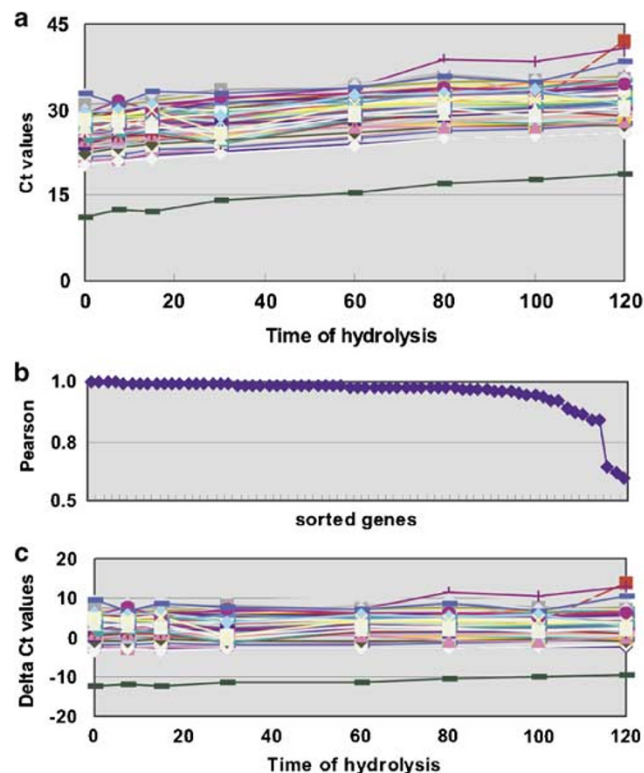 a
45
30
15
0
Ct values
0 20 40 60 80 100 120
Time of hydrolysis
b
1.0
0.8
0.5
Pearson
sorted genes
c
20
10
0
-10
-20
Delta Ct values
0 20 40 60 80 100 120
Time of hydrolysis